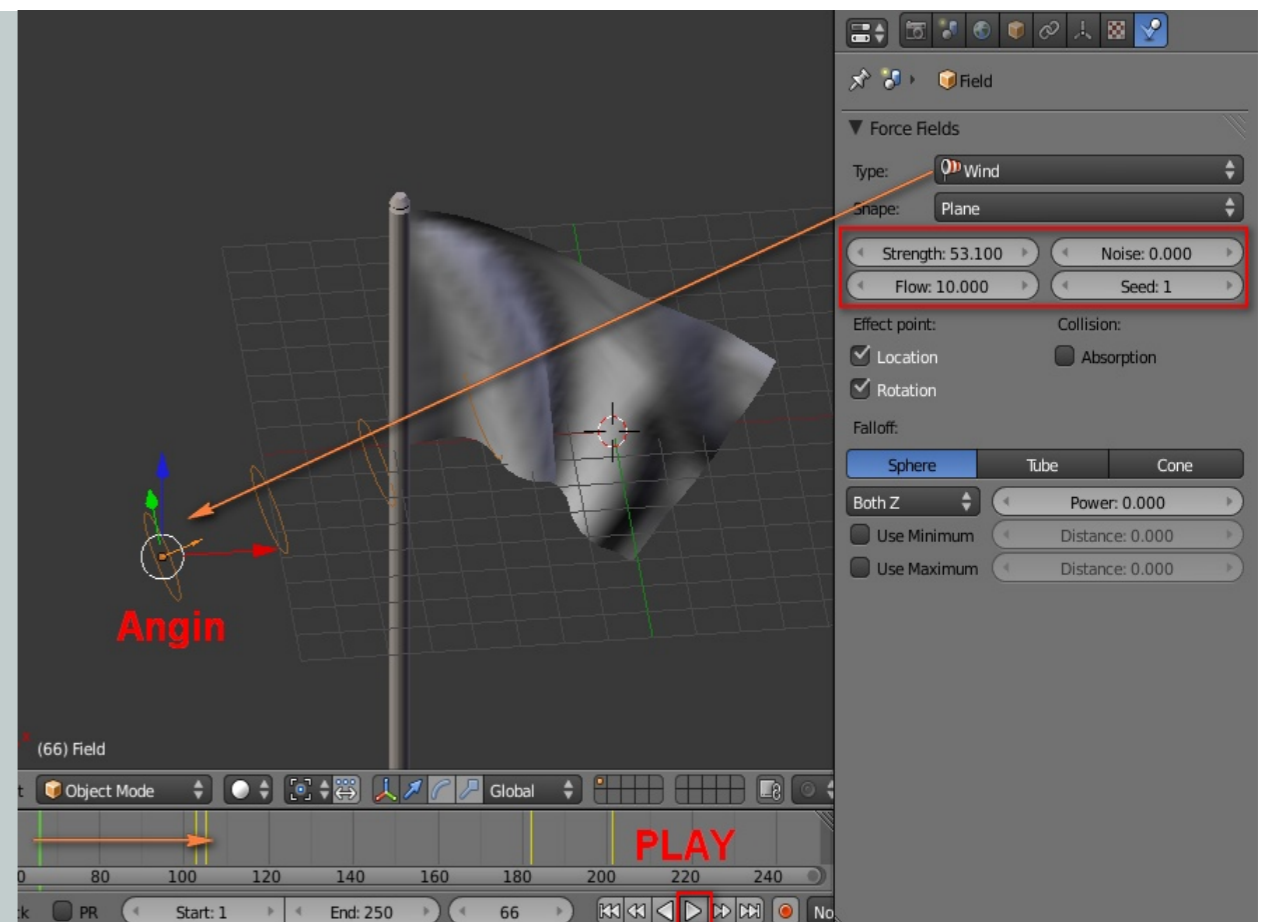 Field
Force Fields
Type: Wind
Shape: Plane
Strength: 53.100 Noise: 0.000
Flow: 10.000 Seed: 1
Effect point: Collision:
Location Absorption
Rotation
Falloff:
Sphere Tube Cone
Both Z Power: 0.000
Use Minimum Distance: 0.000
Use Maximum Distance: 0.000
Angin
(66) Field
Object Mode Global
PLAY
80 100 120 140 160 180 200 220 240
PR Start: 1 End: 250 66 No